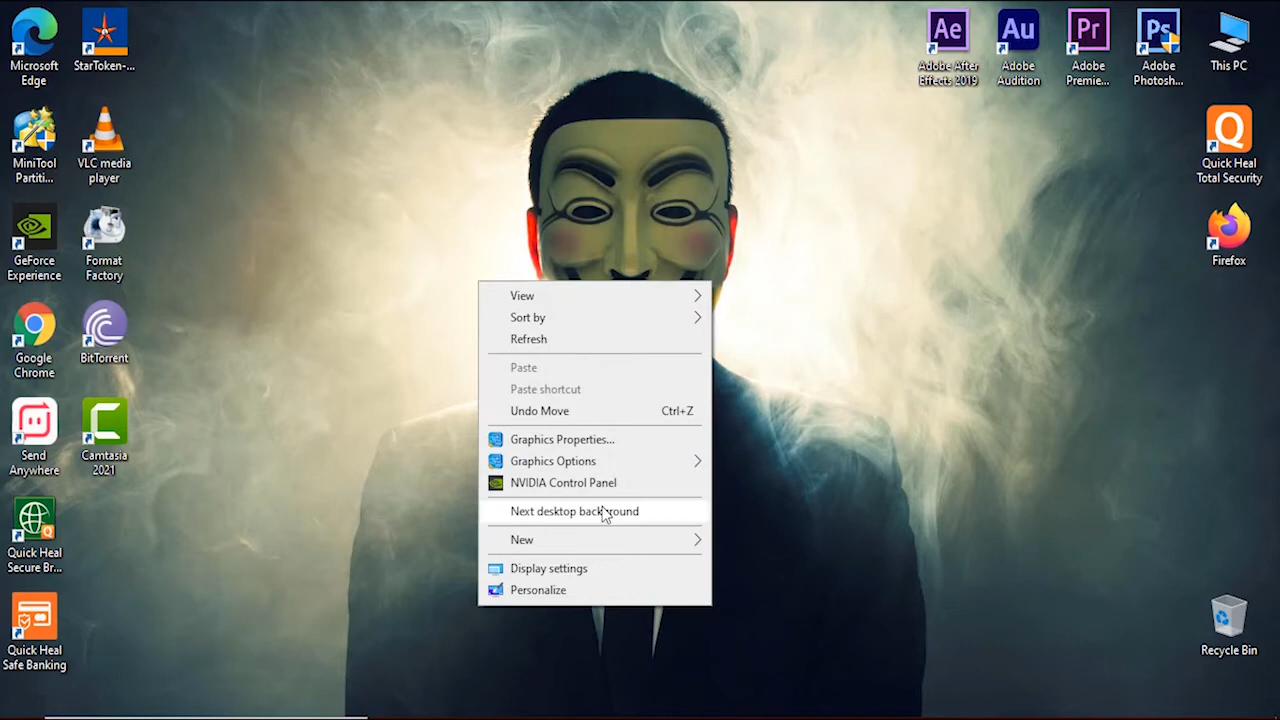 Microsoft
Edge
StarToken-...
MiniTool
Partiti...
VLC media
player
GeForce
Experience
Format
Factory
Google
Chrome
BitTorrent
Send
Anywhere
Camtasia
2021
Quick Heal
Secure Br...
Quick Heal
Safe Banking
View
Sort by
Refresh
Paste
Paste shortcut
Undo Move Ctrl+Z
Graphics Properties...
Graphics Options
NVIDIA Control Panel
Next desktop background
New
Display settings
Personalize
Ae
Adobe After
Effects 2019
Au
Adobe
Audition
Pr
Adobe
Premie...
Ps
Adobe
Photosh...
This PC
Quick Heal
Total Security
Firefox
Recycle Bin